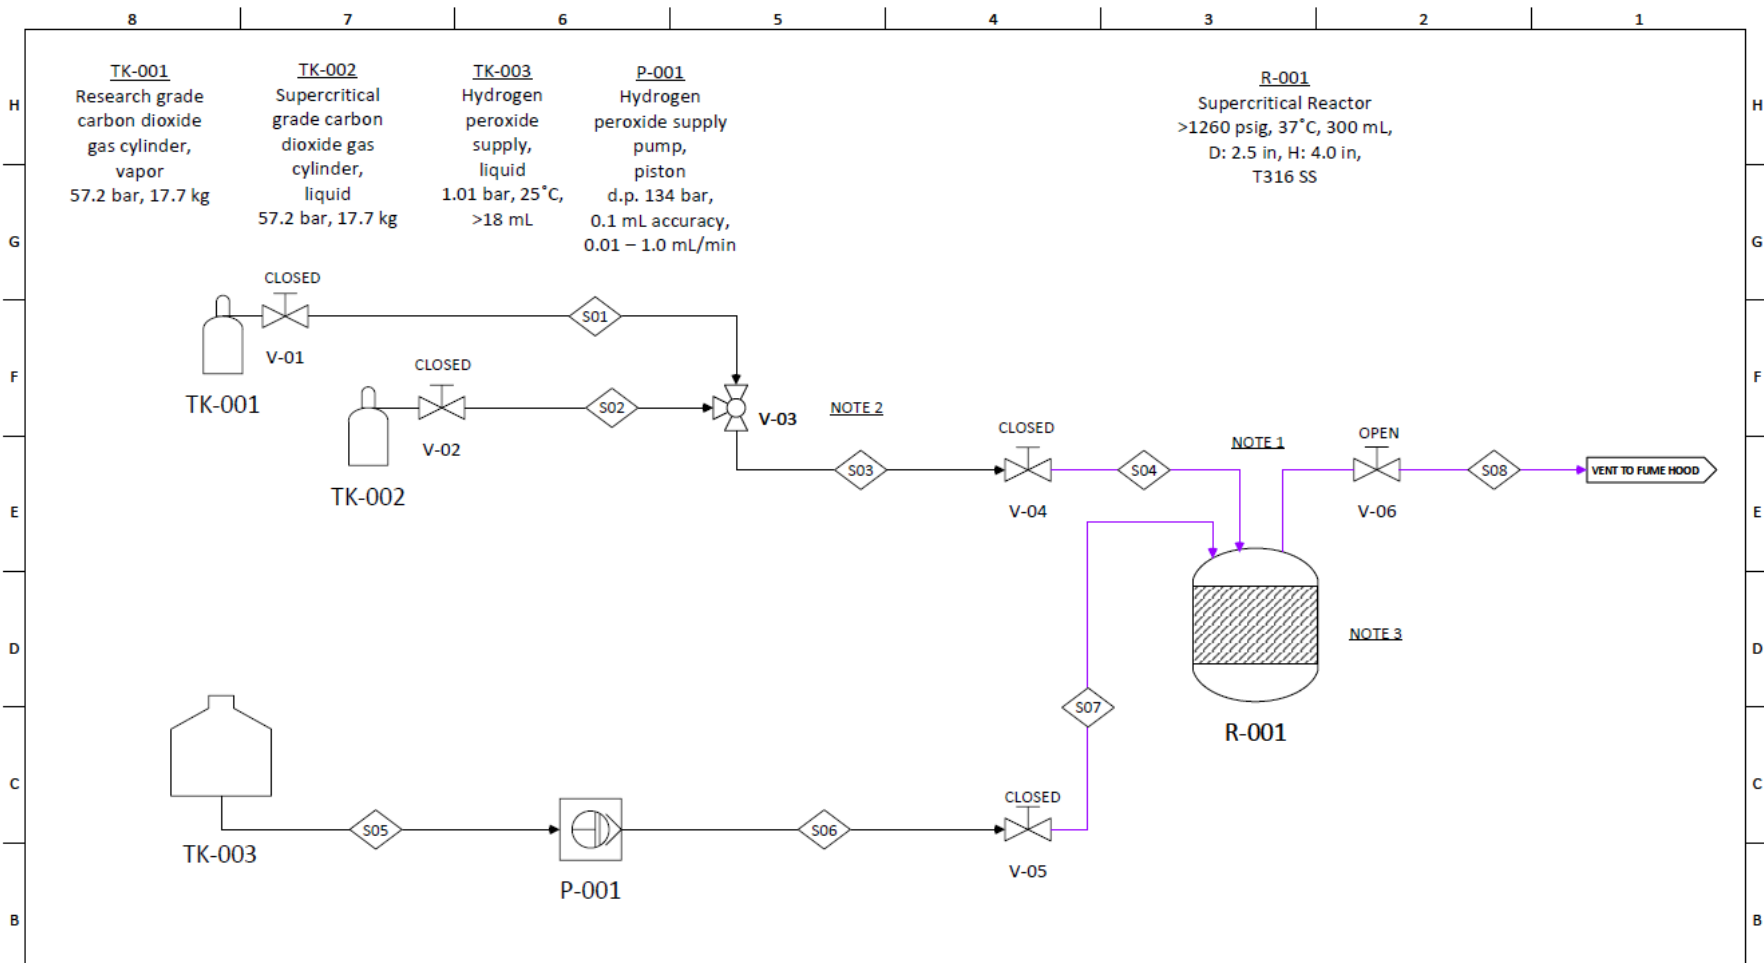 8 7 6 5 4 3 2 1
H
G
F
E
D
C
B
H
G
F
E
D
C
B
TK-001
Research grade
carbon dioxide
gas cylinder,
vapor
57.2 bar, 17.7 kg
TK-002
Supercritical
grade carbon
dioxide gas
cylinder,
liquid
57.2 bar, 17.7 kg
TK-003
Hydrogen
peroxide
supply,
liquid
1.01 bar, 25˚C,
>18 mL
P-001
Hydrogen
peroxide supply
pump,
piston
d.p. 134 bar,
0.1 mL accuracy,
0.01 – 1.0 mL/min
R-001
Supercritical Reactor
>1260 psig, 37˚C, 300 mL,
D: 2.5 in, H: 4.0 in,
T316 SS
CLOSED
V-01
S01
TK-001
CLOSED
V-02
S02
TK-002
V-03
NOTE 2
S03
CLOSED
V-04
S04
NOTE 1
OPEN
V-06
S08
VENT TO FUME HOOD
NOTE 3
R-001
S07
TK-003
S05
P-001
S06
CLOSED
V-05